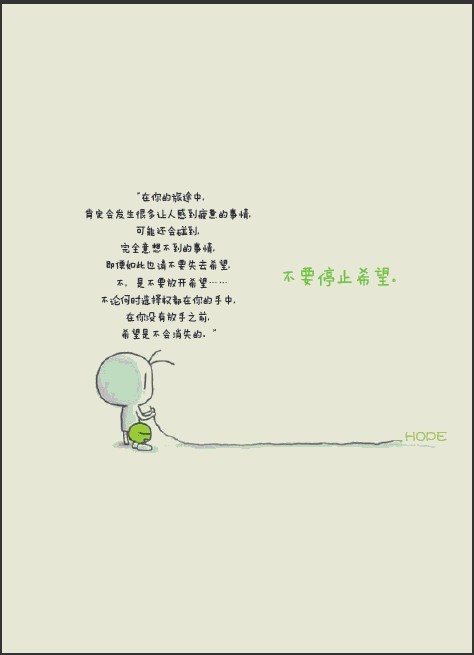 “在你的旅途中,
肯定会发生很多让人感到疲惫的事情,
可能还会碰到,
完全意想不到的事情,
即便如此也请不要失去希望,
不, 是不要放开希望……
不论何时选择权都在你的手中,
在你没有放手之前,
希望是不会消失的。”
不要停止希望。
HOPE